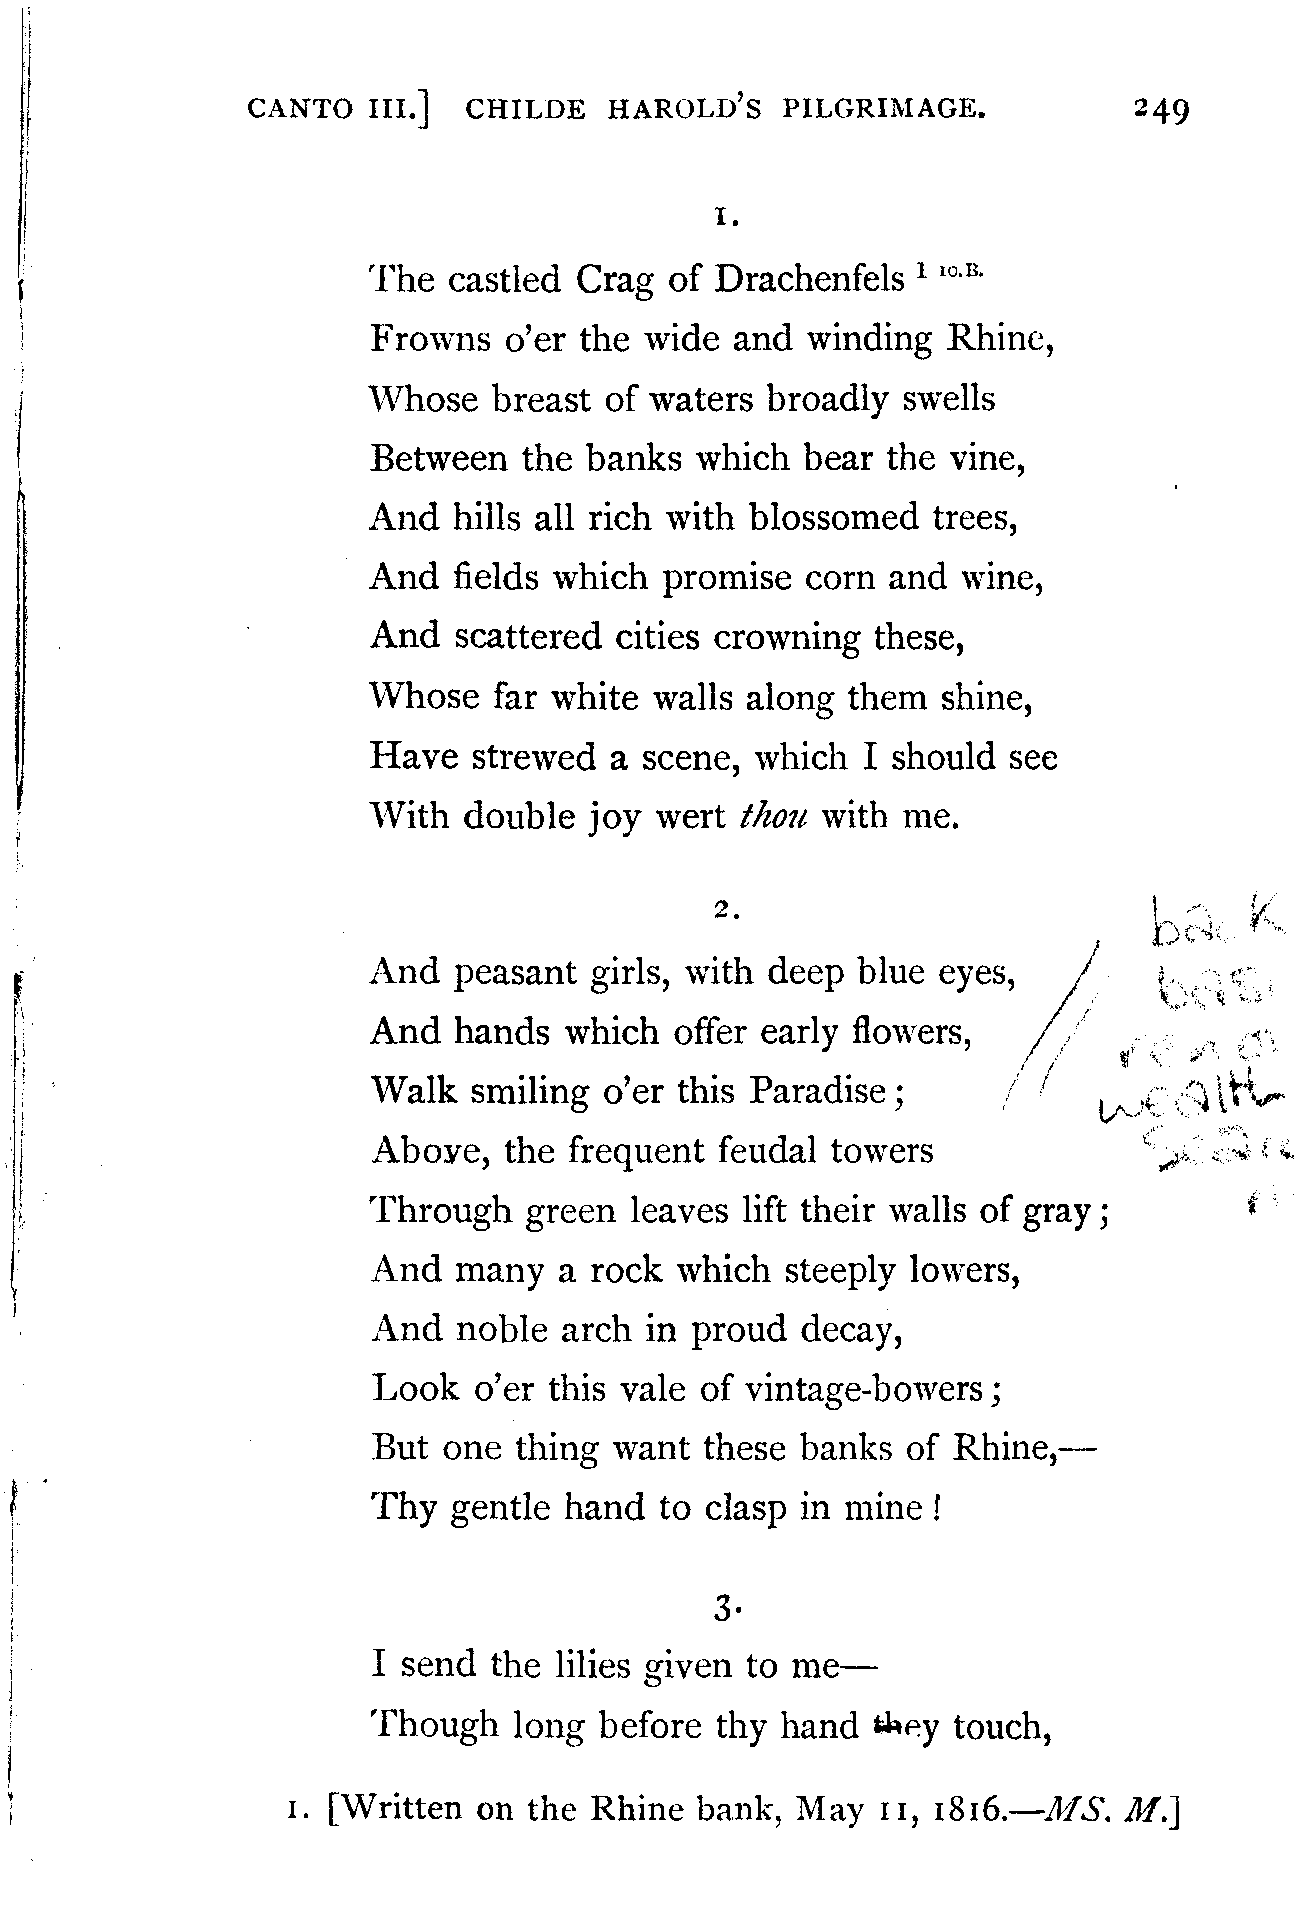 CANTO III.] CHILDE HAROLD'S PILGRIMAGE. 249
1.
The castled Crag of Drachenfels 1 10.B.
Frowns o'er the wide and winding Rhine,
Whose breast of waters broadly swells
Between the banks which bear the vine,
And hills all rich with blossomed trees,
And fields which promise corn and wine,
And scattered cities crowning these,
Whose far white walls along them shine,
Have strewed a scene, which I should see
With double joy wert thou with me.
2.
back
And peasant girls, with deep blue eyes,
And hands which offer early flowers,
Walk smiling o'er this Paradise;
wealth
Above, the frequent feudal towers
Through green leaves lift their walls of gray;
And many a rock which steeply lowers,
And noble arch in proud decay,
Look o'er this vale of vintage-bowers;
But one thing want these banks of Rhine,—
Thy gentle hand to clasp in mine!
3.
I send the lilies given to me—
Though long before thy hand they touch,
1. [Written on the Rhine bank, May 11, 1816.—MS. M.]